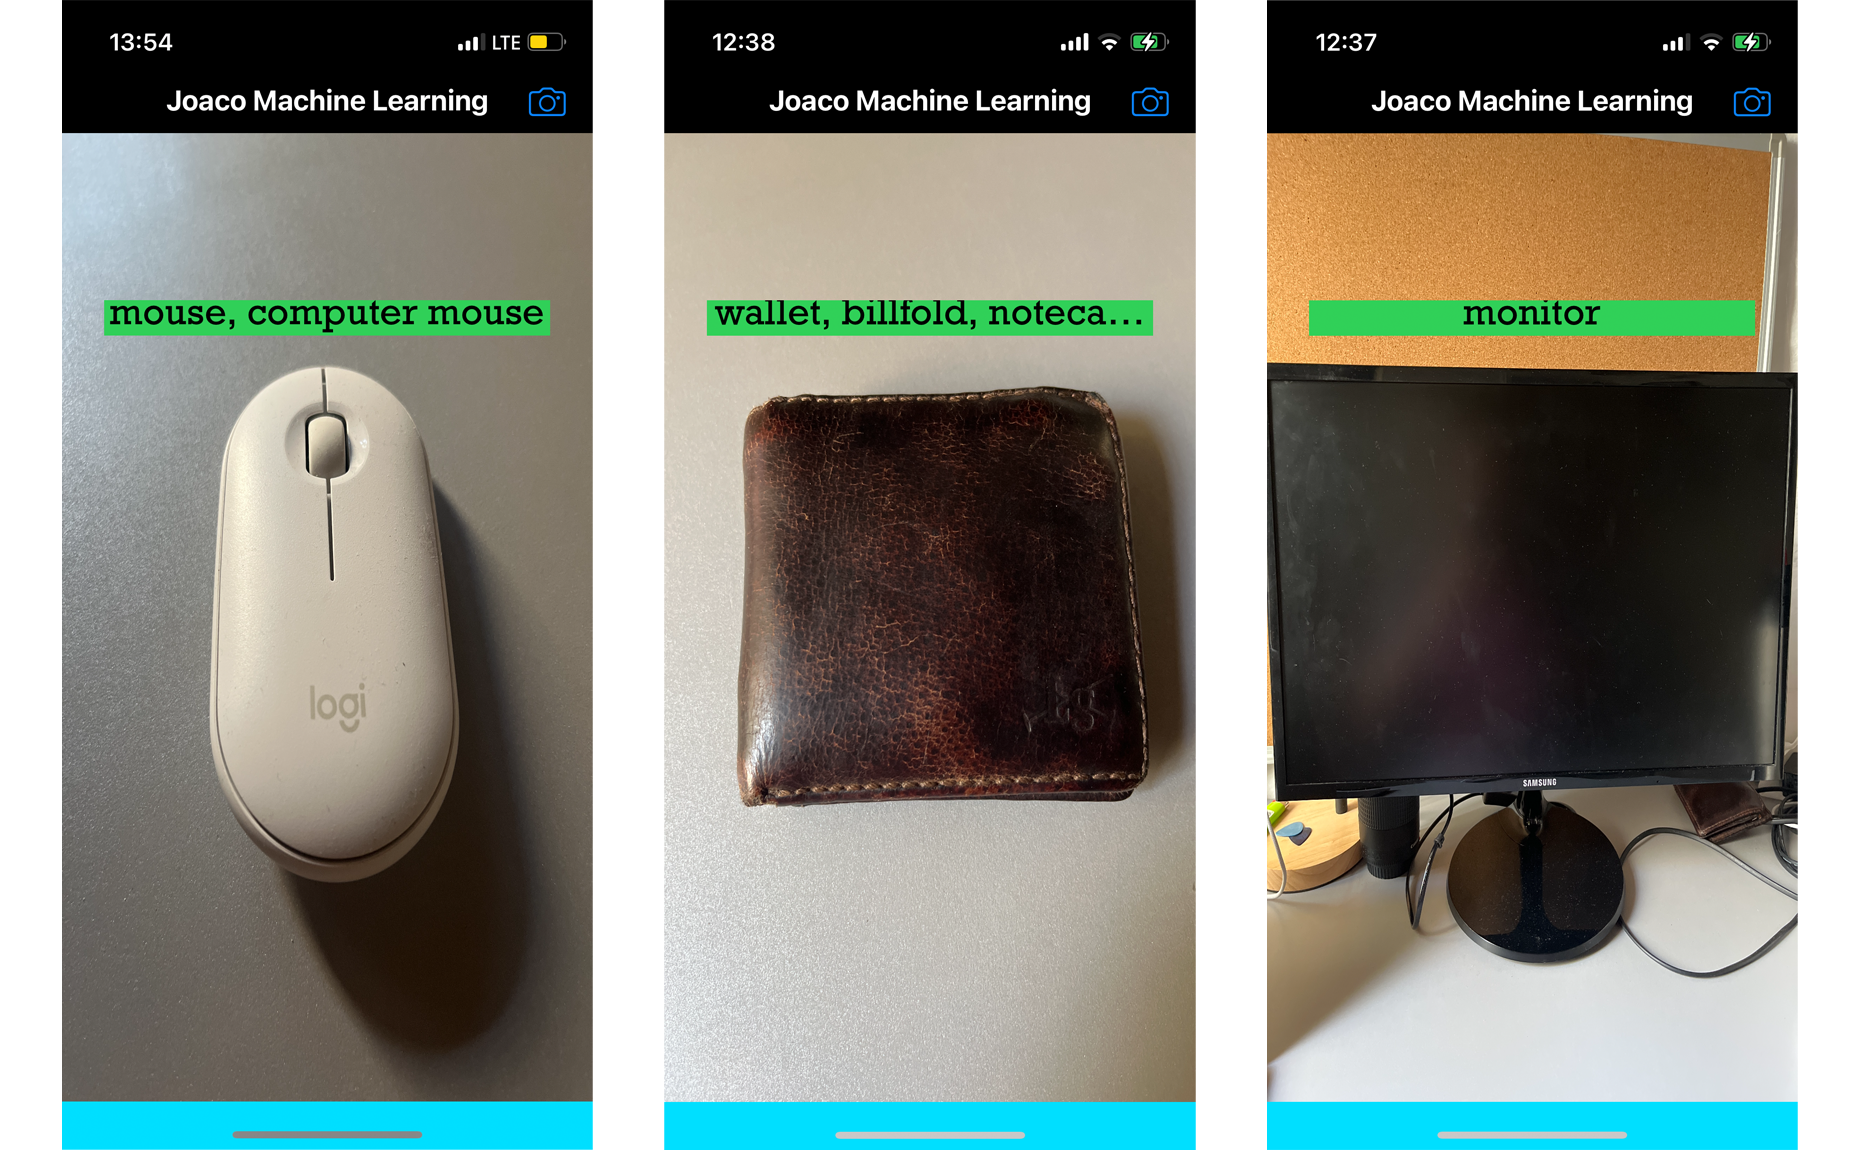 13:54
LTE
Joaco Machine Learning
mouse, computer mouse
logi
12:38
Joaco Machine Learning
wallet, billfold, noteca...
12:37
Joaco Machine Learning
monitor
SAMSUNG